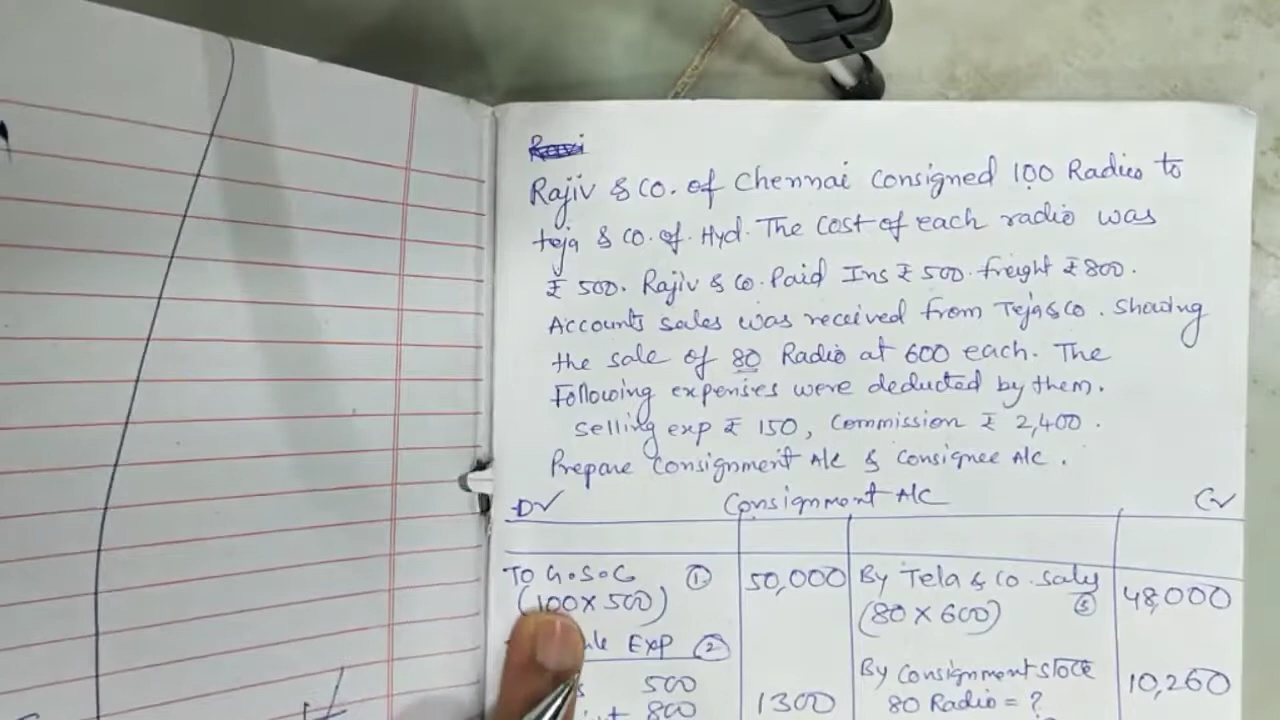 Rajiv & CO. of Chennai Consigned 100 Radios to
teja & CO. of. Hyd. The Cost of each radio was
₹ 500. Rajiv & Co. Paid Ins ₹ 500. freight ₹ 800.
Accounts sales was received from Teja&co. Showing
the sale of 80 Radio at 600 each. The
Following expenses were deducted by them.
Selling exp ₹ 150, Commission ₹ 2,400.
Prepare Consignment A/c & Consignee A/c.
Dr Consignment A/C Cr
TO G.S.O.C ① 50,000 By Tela & Co. Sales 48,000
(100 x 500) (80 x 600) ⑤
Exp ②
500 By Consignment stock 10,260
800 1300 80 Radio = ?